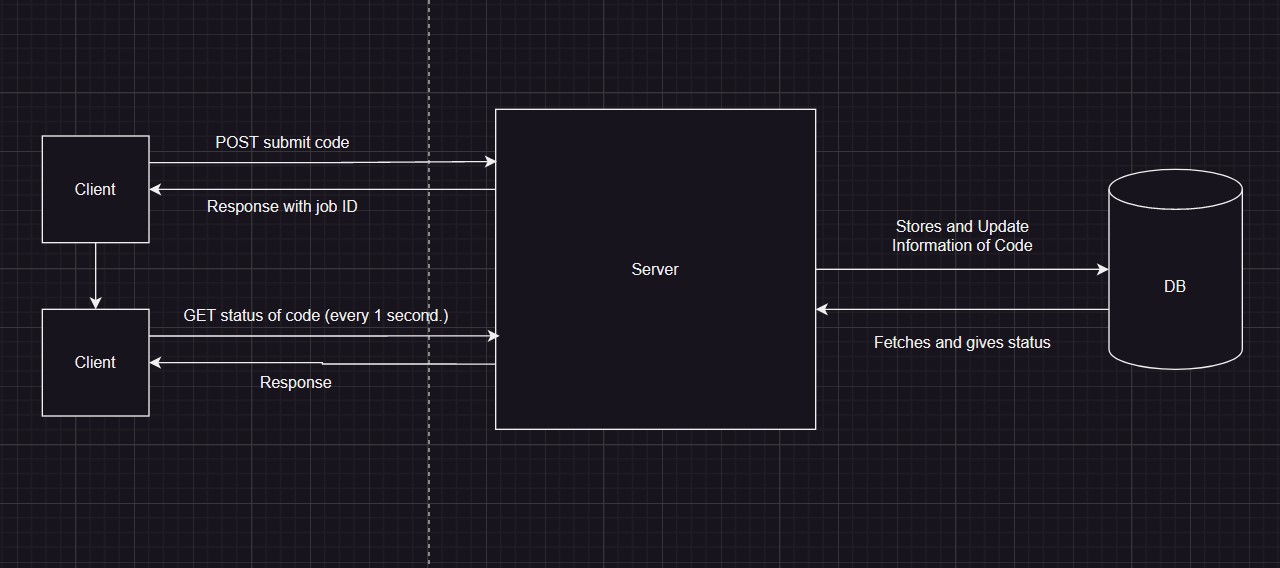 POST submit code
Client
Response with job ID
Stores and Update
Information of Code
Server
DB
GET status of code (every 1 second.)
Fetches and gives status
Client
Response